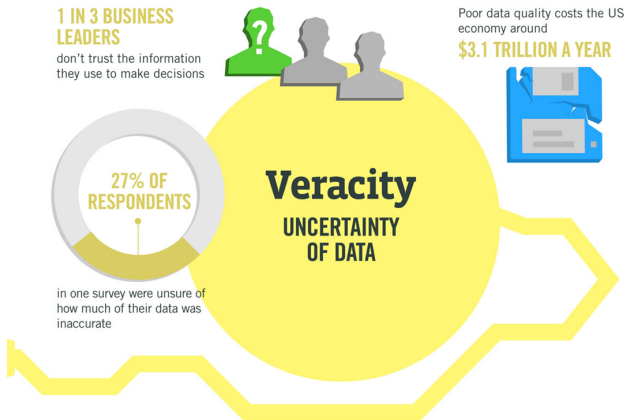 1 IN 3 BUSINESS
LEADERS
don't trust the information
they use to make decisions
?
Poor data quality costs the US
economy around
$3.1 TRILLION A YEAR
27% OF
RESPONDENTS
in one survey were unsure of
how much of their data was
inaccurate
Veracity
UNCERTAINTY
OF DATA